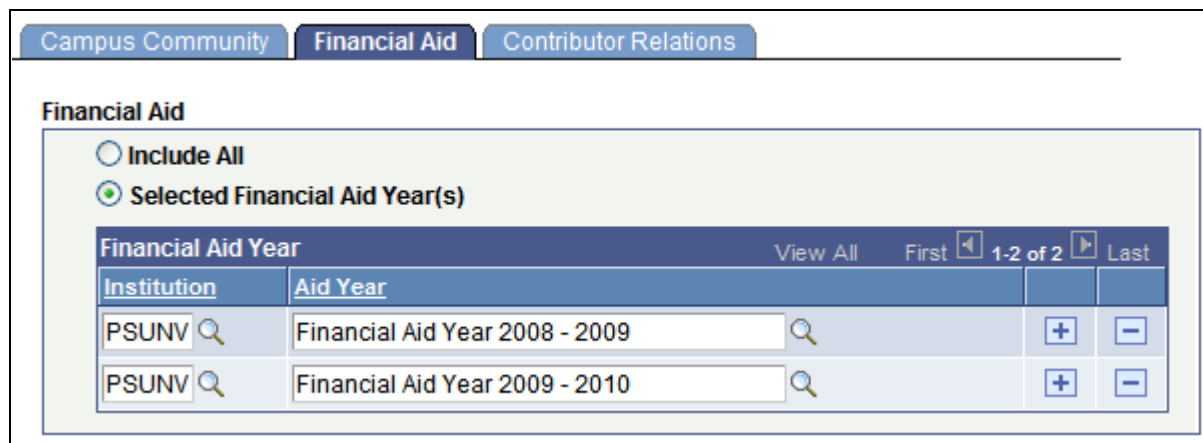 Campus Community Financial Aid Contributor Relations
Financial Aid
Include All
Selected Financial Aid Year(s)
Financial Aid Year View All First 1-2 of 2 Last
Institution Aid Year
PSUNV Financial Aid Year 2008 - 2009
PSUNV Financial Aid Year 2009 - 2010